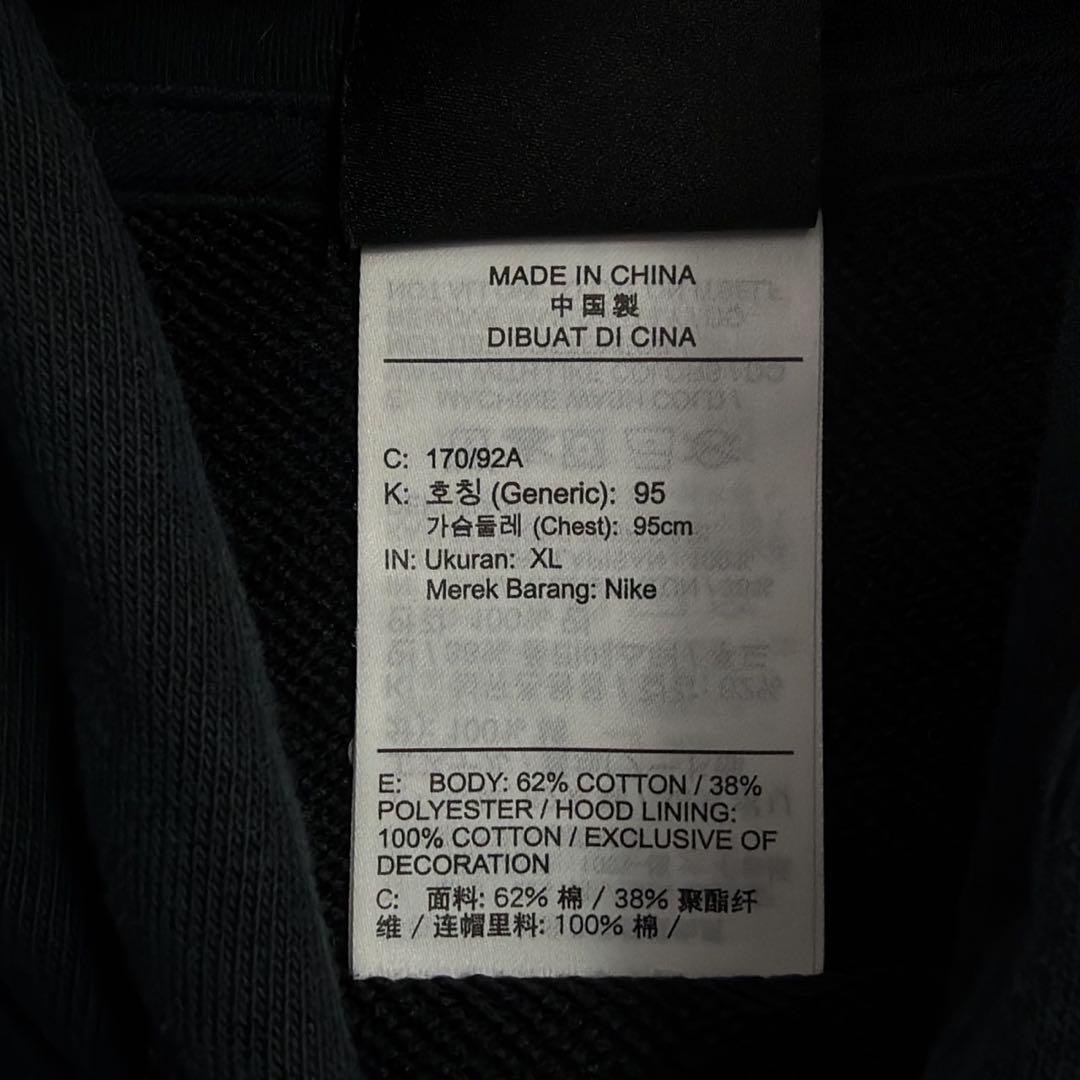 MADE IN CHINA
中国製
DIBUAT DI CINA
C: 170/92A
K: 호칭 (Generic): 95
가슴둘레 (Chest): 95cm
IN: Ukuran: XL
Merek Barang: Nike
E: BODY: 62% COTTON / 38%
POLYESTER / HOOD LINING:
100% COTTON / EXCLUSIVE OF
DECORATION
C: 面料: 62% 棉 / 38% 聚酯纤
维 / 连帽里料: 100% 棉 /